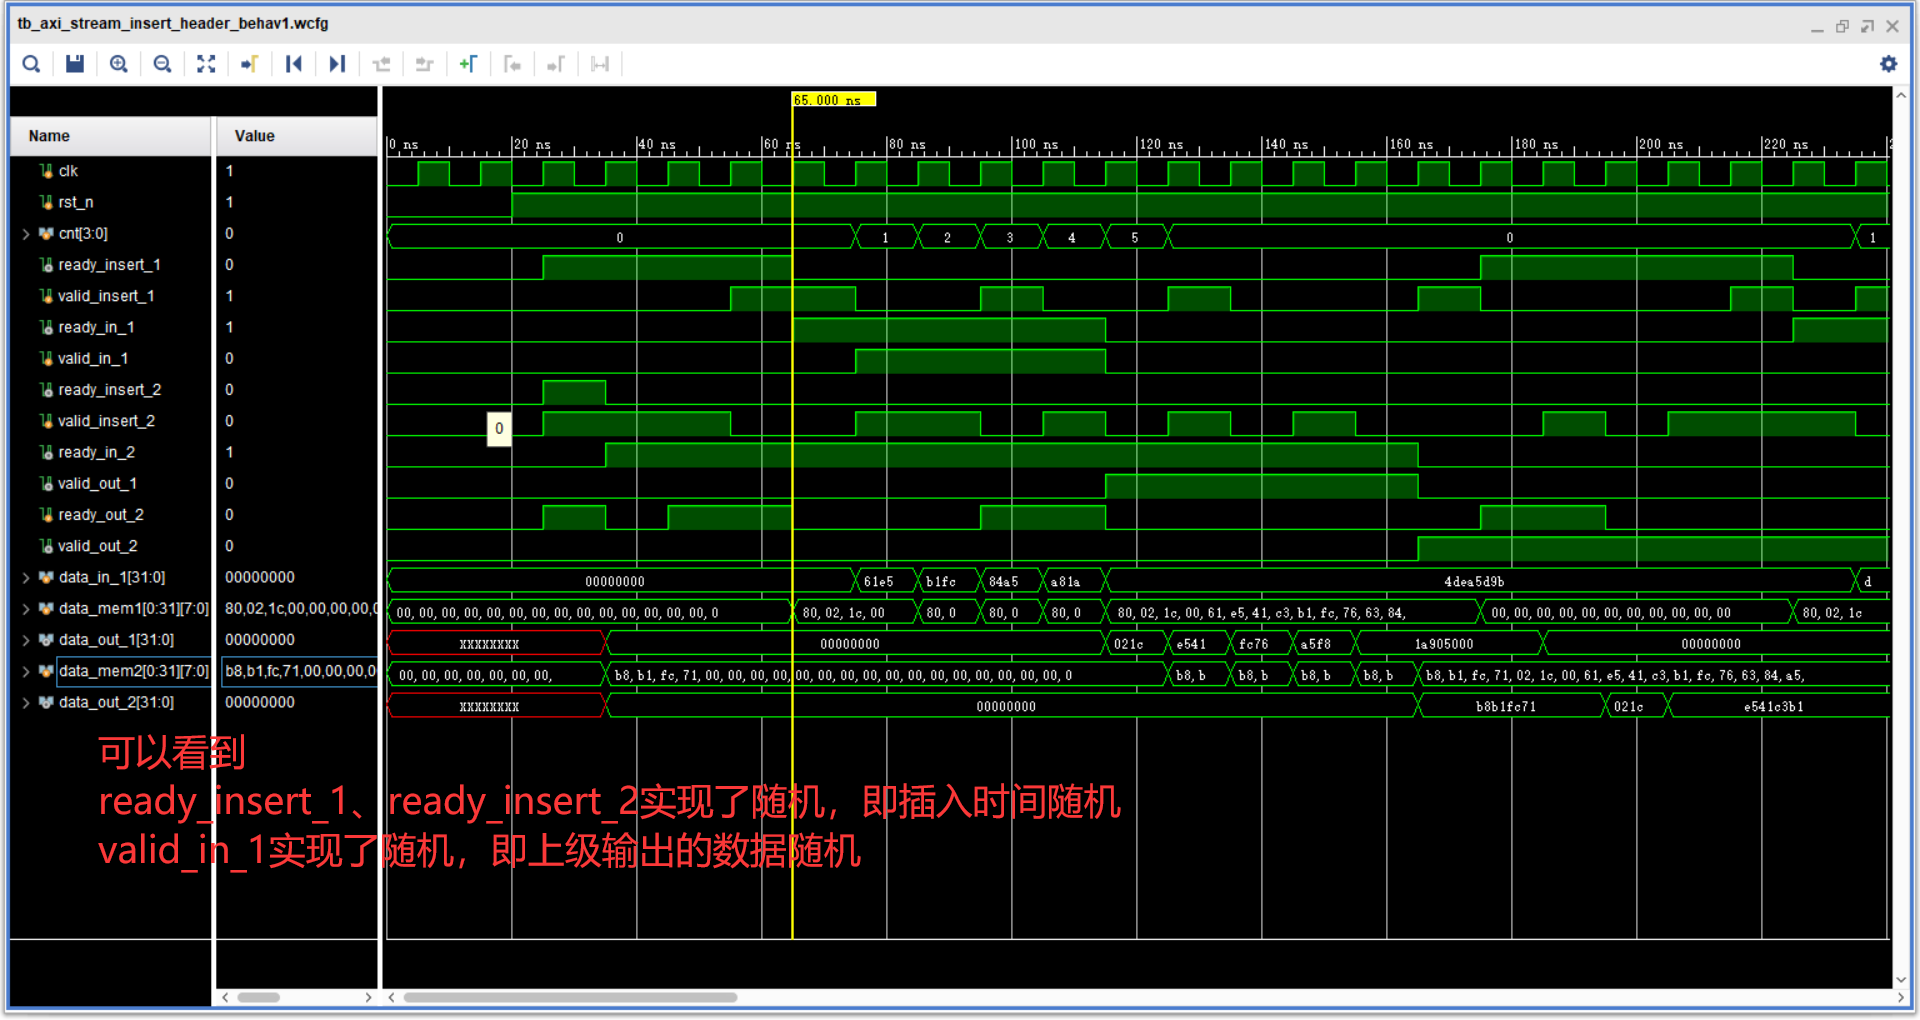 tb_axi_stream_insert_header_behav1.wcfg
65.000 ns
Name Value
0 ns 20 ns 40 ns 60 ns 80 ns 100 ns 120 ns 140 ns 160 ns 180 ns 200 ns 220 ns
clk 1
rst_n 1
cnt[3:0] 0 0 1 2 3 4 5 0 1
ready_insert_1 0
valid_insert_1 1
ready_in_1 1
valid_in_1 0
ready_insert_2 0
valid_insert_2 0 0
ready_in_2 1
valid_out_1 0
ready_out_2 0
valid_out_2 0
data_in_1[31:0] 00000000 00000000 61e5 b1fc 84a5 a81a 4dea5d9b d
data_mem1[0:31][7:0] 80,02,1c,00,00,00,00,0 00,00,00,00,00,00,00,00,00,00,00,00,00,00,0 80,02,1c,00 80,0 80,0 80,0 80,02,1c,00,61,e5,41,c3,b1,fc,76,63,84, 00,00,00,00,00,00,00,00,00,00,00 80,02,1c
data_out_1[31:0] 00000000 XXXXXXXX 00000000 021c e541 fc76 a5f8 1a905000 00000000
data_mem2[0:31][7:0] b8,b1,fc,71,00,00,00,0 00,00,00,00,00,00,00, b8,b1,fc,71,00,00,00,00,00,00,00,00,00,00,00,00,00,00,00,0 b8,b b8,b b8,b b8,b b8,b1,fc,71,02,1c,00,61,e5,41,c3,b1,fc,76,63,84,a5,
data_out_2[31:0] 00000000 XXXXXXXX 00000000 b8b1fc71 021c e541c3b1
可以看到
ready_insert_1、ready_insert_2实现了随机，即插入时间随机
valid_in_1实现了随机，即上级输出的数据随机